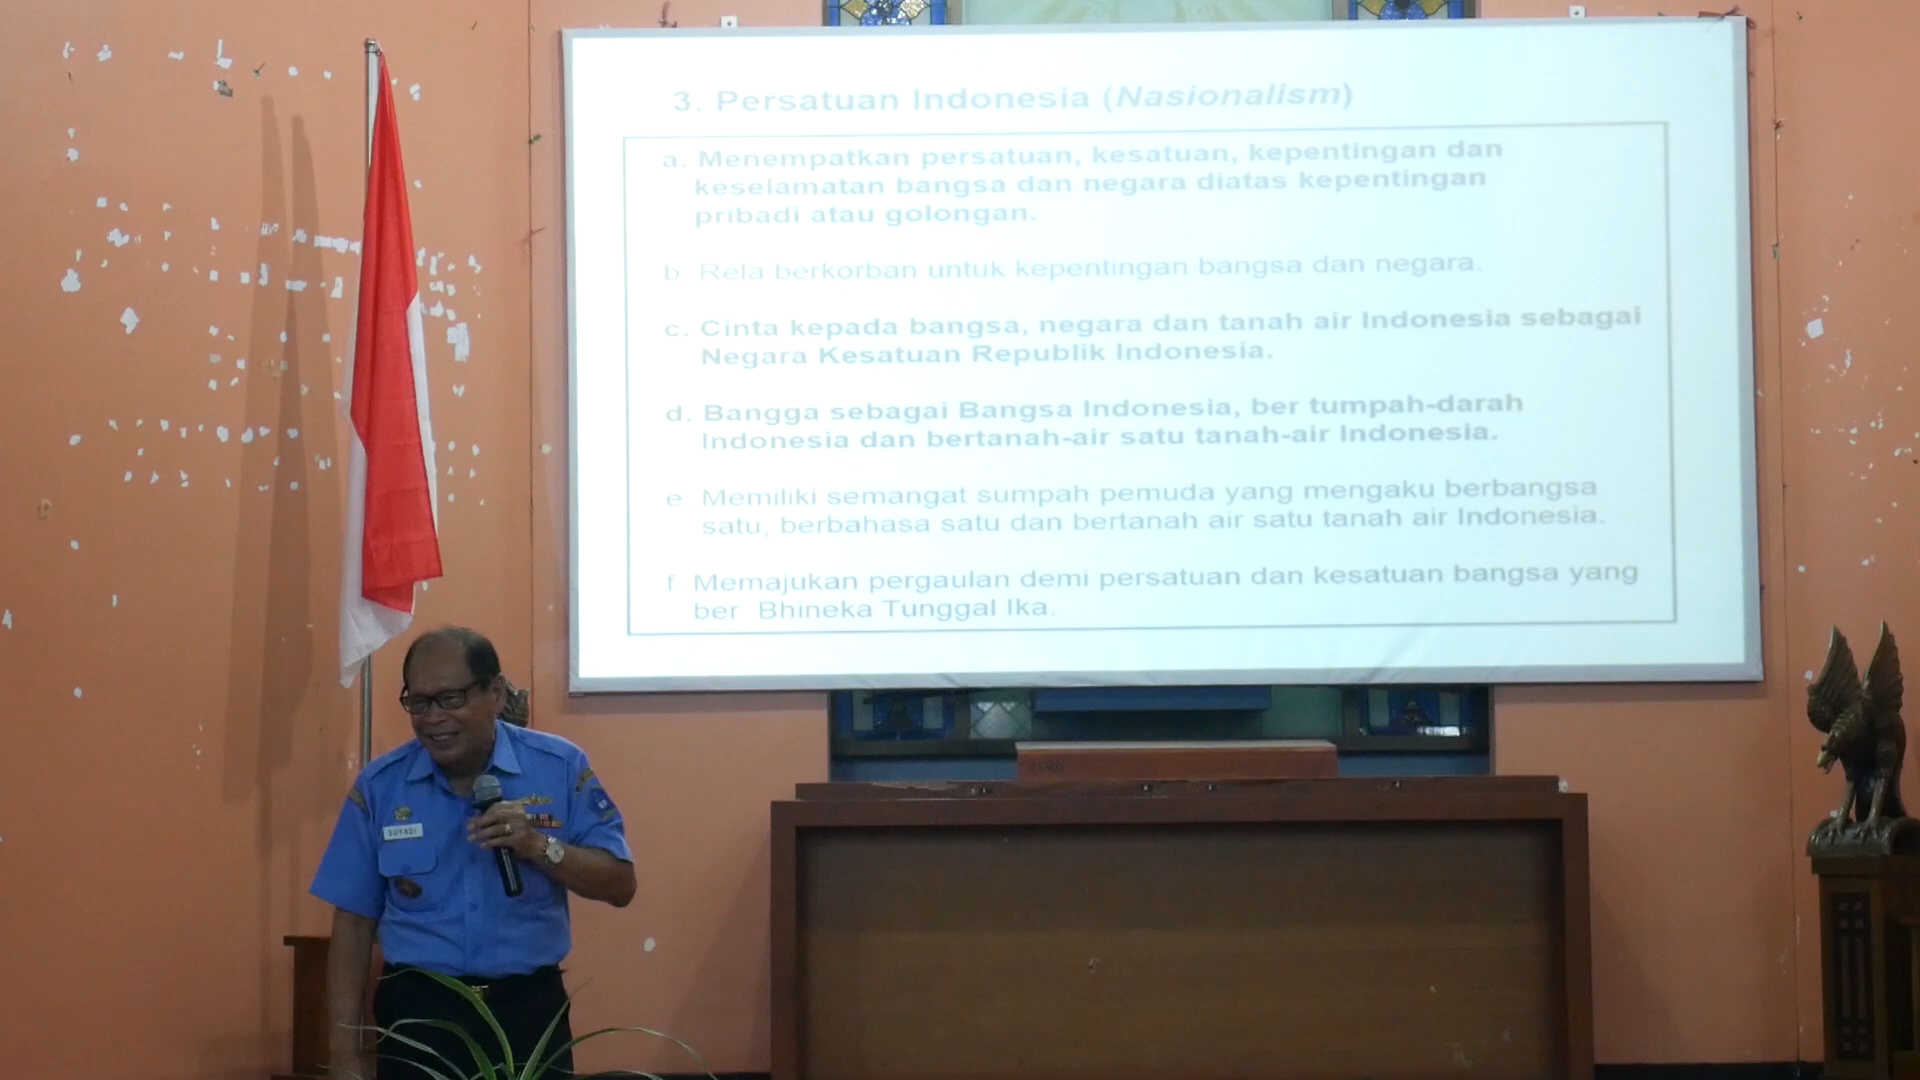 3. Persatuan Indonesia (Nasionalism)
a. Menempatkan persatuan, kesatuan, kepentingan dan
keselamatan bangsa dan negara diatas kepentingan
pribadi atau golongan.
b. Rela berkorban untuk kepentingan bangsa dan negara.
c. Cinta kepada bangsa, negara dan tanah air Indonesia sebagai
Negara Kesatuan Republik Indonesia.
d. Bangga sebagai Bangsa Indonesia, ber tumpah-darah
Indonesia dan bertanah-air satu tanah-air Indonesia.
e. Memiliki semangat sumpah pemuda yang mengaku berbangsa
satu, berbahasa satu dan bertanah air satu tanah air Indonesia.
f. Memajukan pergaulan demi persatuan dan kesatuan bangsa yang
ber Bhineka Tunggal Ika.
SUYADI